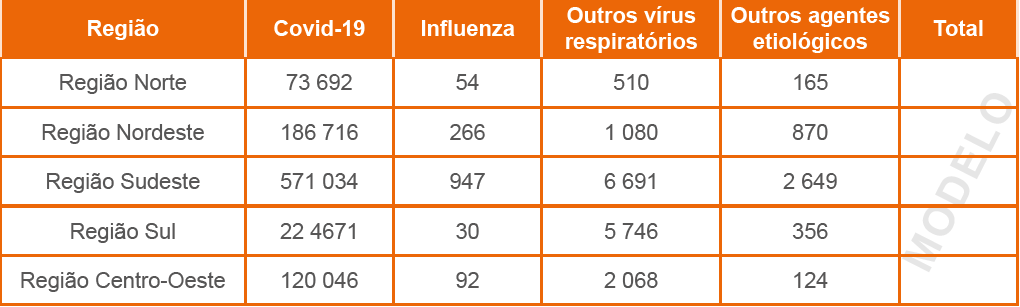 Região Covid-19 Influenza Outros vírus respiratórios Outros agentes etiológicos Total
Região Norte 73 692 54 510 165
Região Nordeste 186 716 266 1 080 870
Região Sudeste 571 034 947 6 691 2 649
Região Sul 22 4671 30 5 746 356
Região Centro-Oeste 120 046 92 2 068 124
MODELO